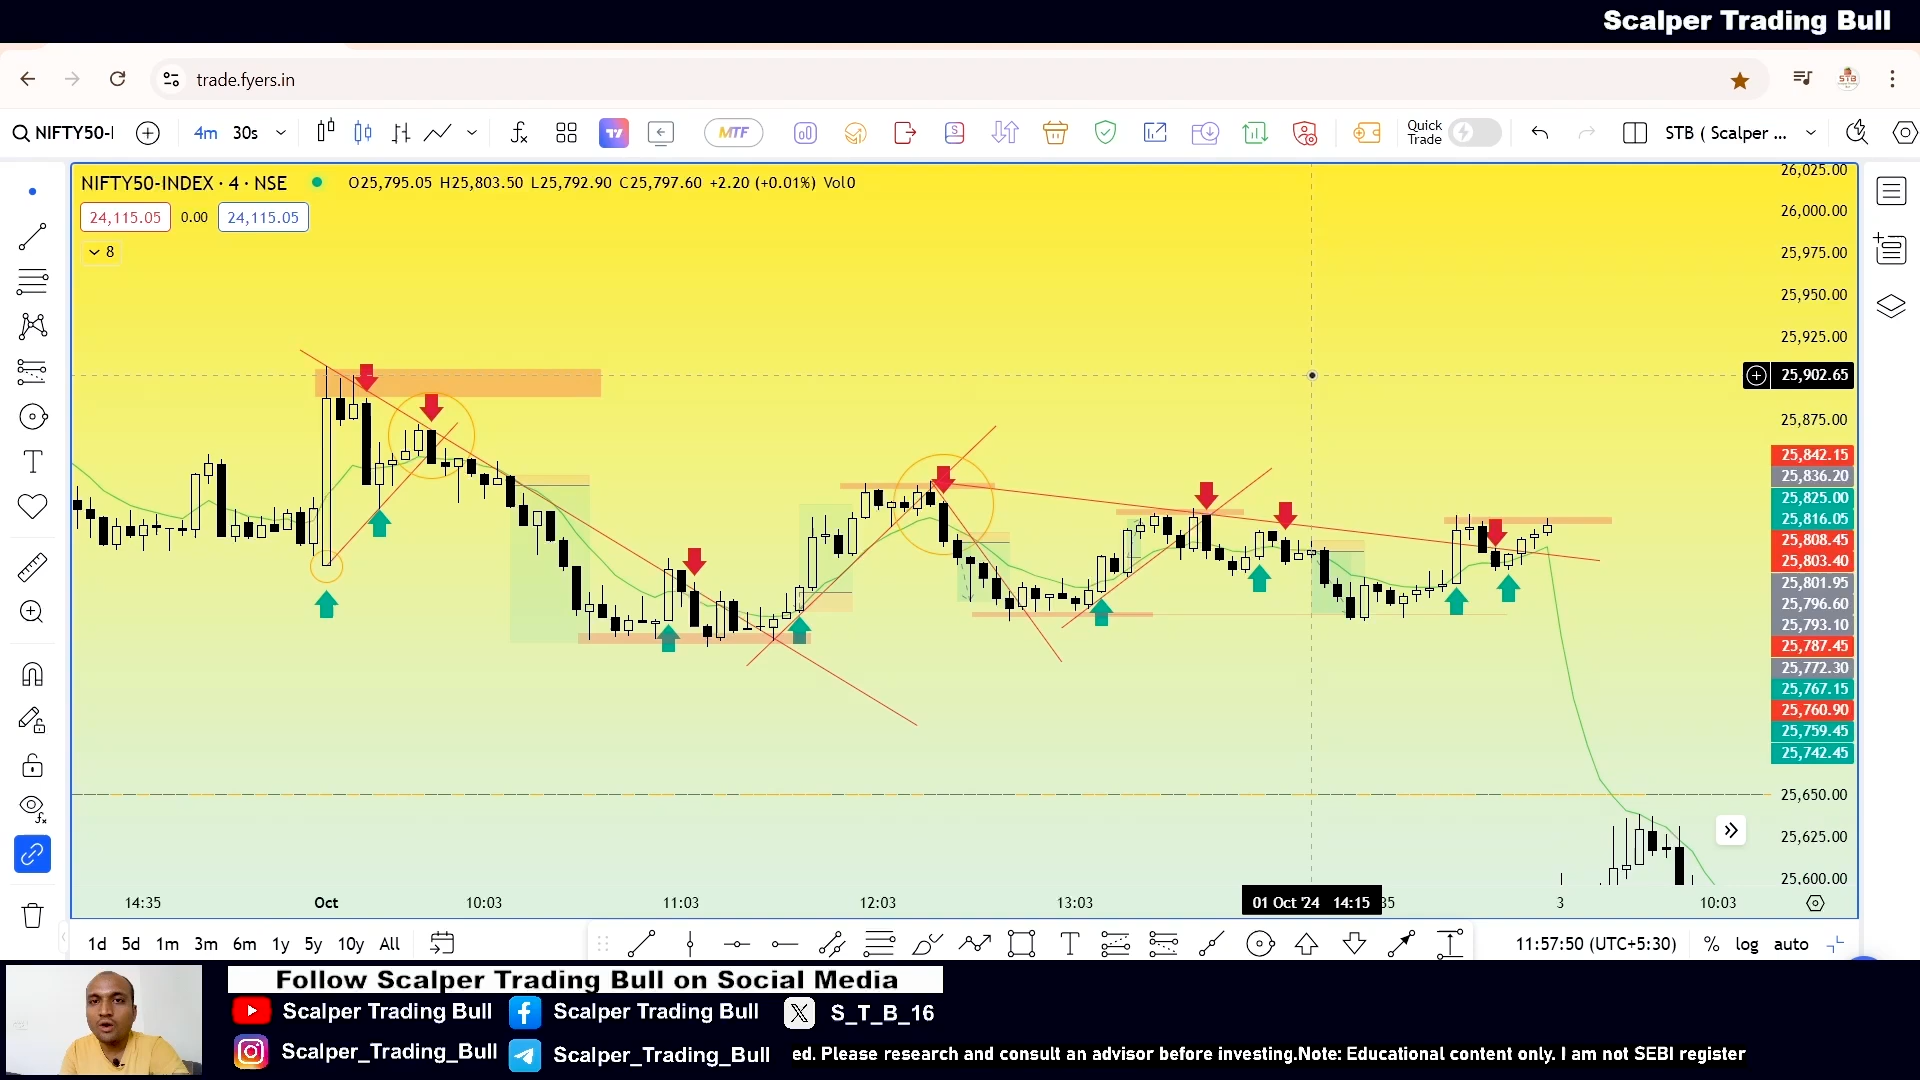 Scalper Trading Bull
trade.fyers.in
STB
NIFTY50-I 4m 30s MTF Quick Trade STB ( Scalper ...
NIFTY50-INDEX · 4 · NSE O25,795.05 H25,803.50 L25,792.90 C25,797.60 +2.20 (+0.01%) Vol0
24,115.05 0.00 24,115.05
8
26,025.00
26,000.00
25,975.00
25,950.00
25,925.00
25,902.65
25,875.00
25,842.15
25,836.20
25,825.00
25,816.05
25,808.45
25,803.40
25,801.95
25,796.60
25,793.10
25,787.45
25,772.30
25,767.15
25,760.90
25,759.45
25,742.45
25,650.00
25,625.00
25,600.00
14:35 Oct 10:03 11:03 12:03 13:03 01 Oct '24 14:15 35 3 10:03
1d 5d 1m 3m 6m 1y 5y 10y All 11:57:50 (UTC+5:30) % log auto
Follow Scalper Trading Bull on Social Media
Scalper Trading Bull Scalper Trading Bull S_T_B_16
Scalper_Trading_Bull Scalper_Trading_Bull ed. Please research and consult an advisor before investing.Note: Educational content only. I am not SEBI register